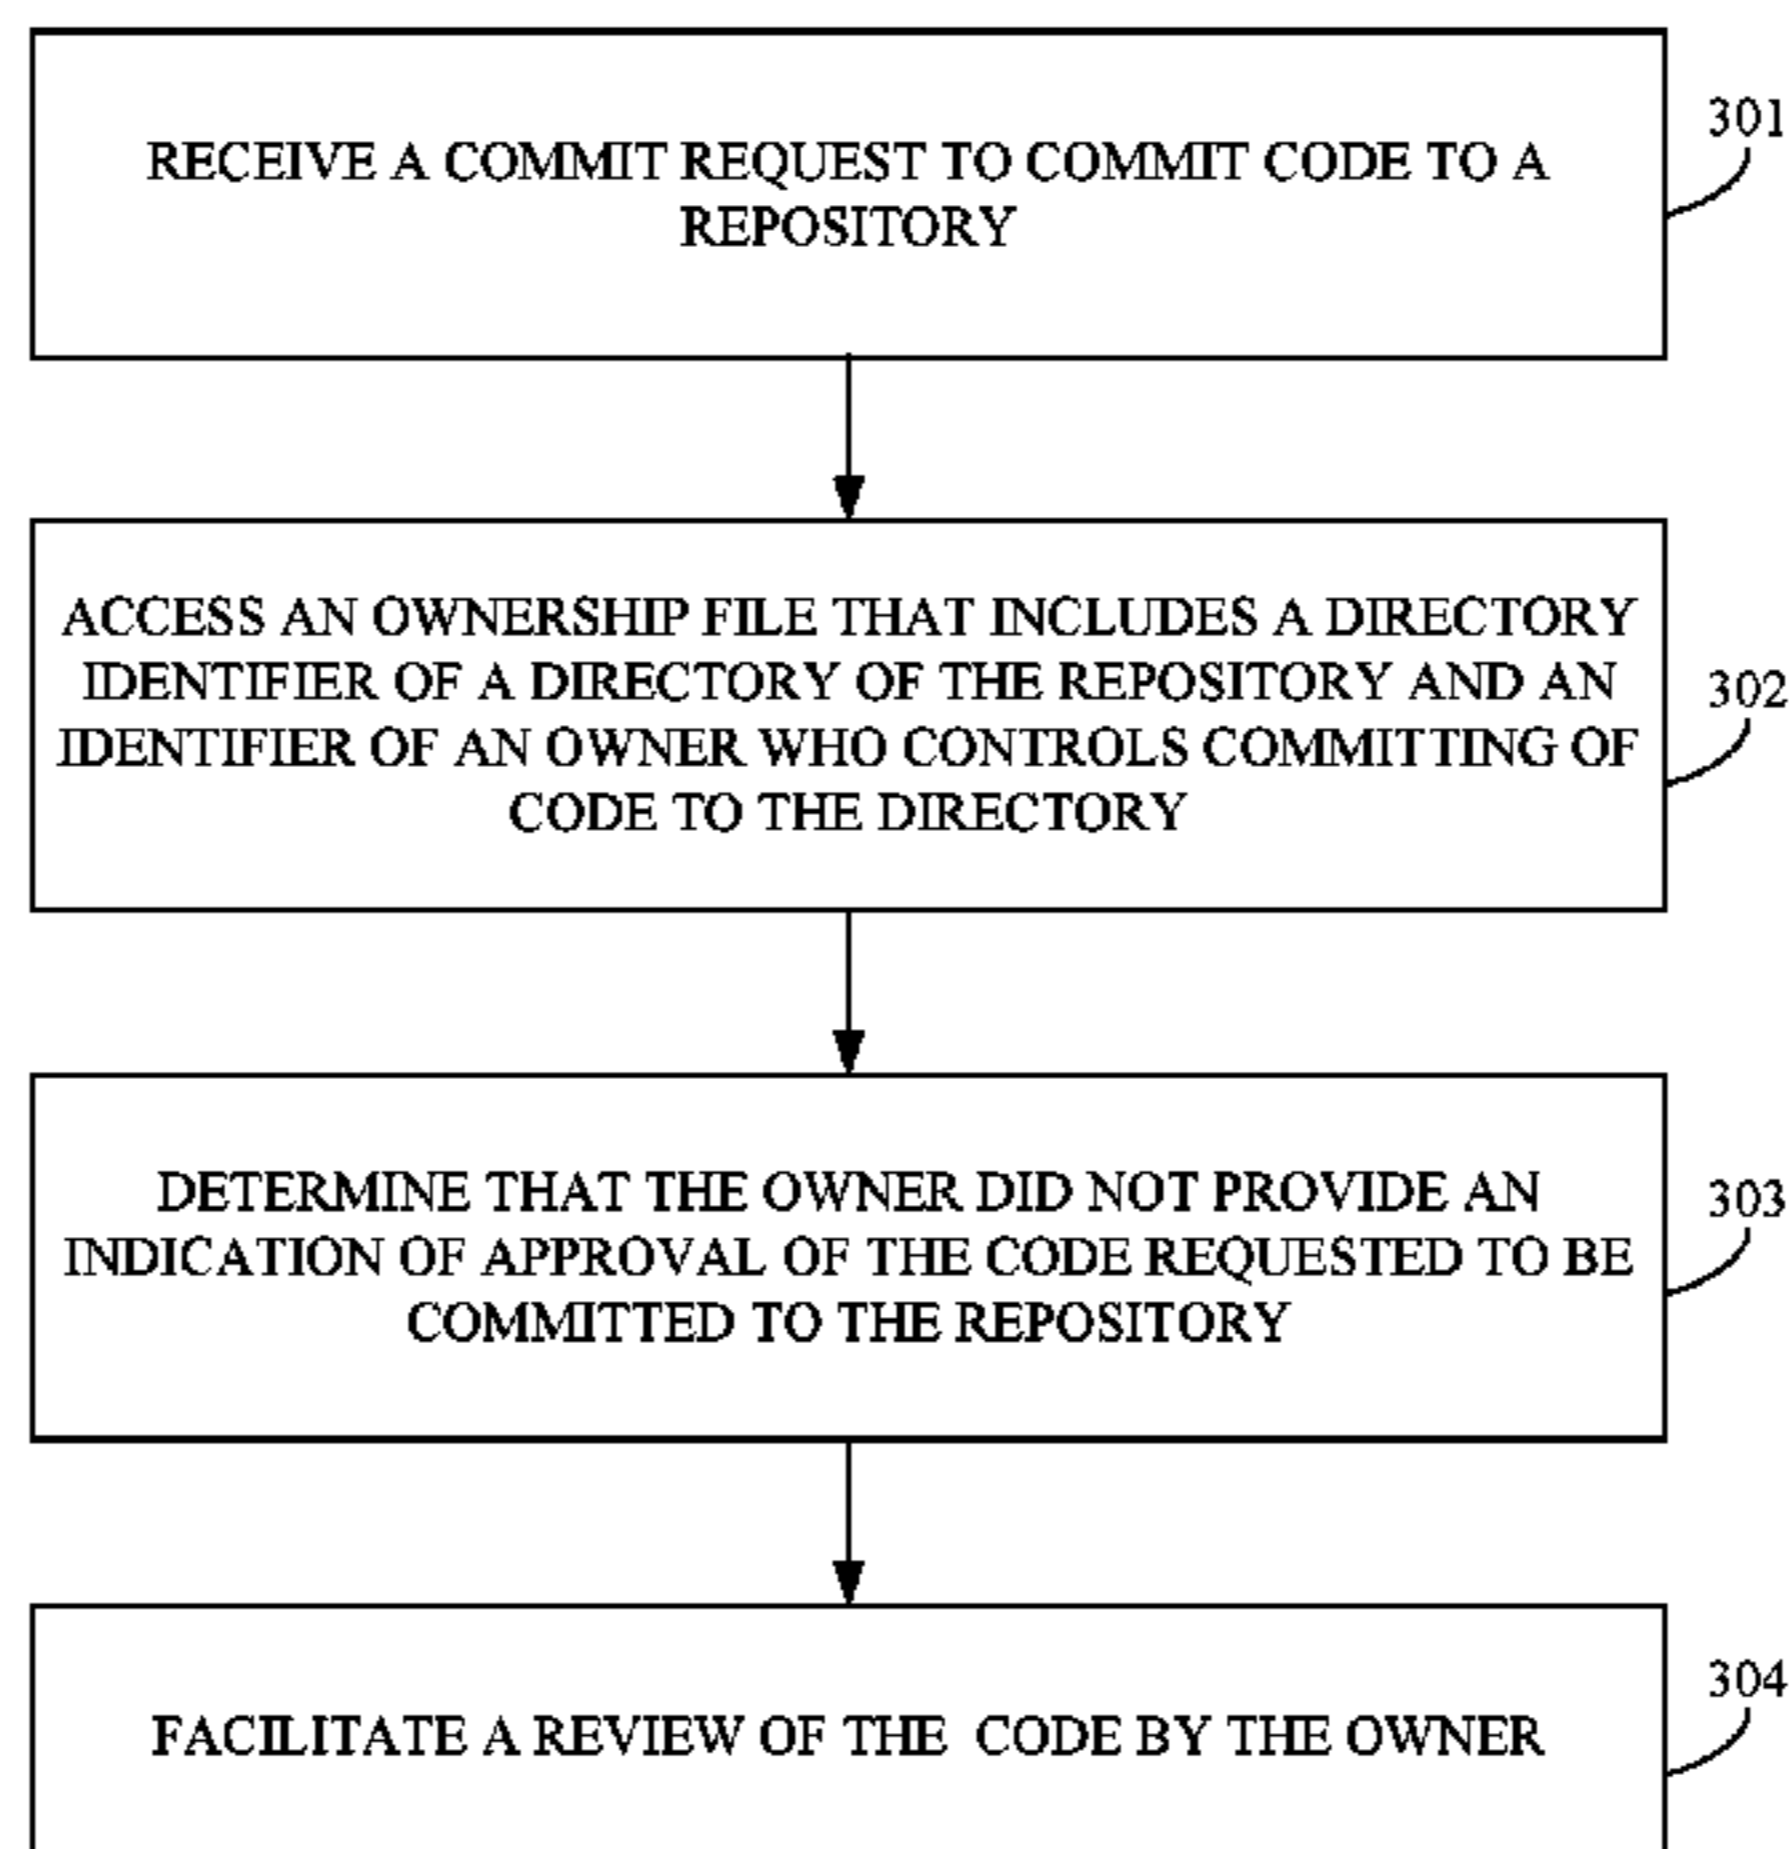 301
RECEIVE A COMMIT REQUEST TO COMMIT CODE TO A
REPOSITORY
ACCESS AN OWNERSHIP FILE THAT INCLUDES A DIRECTORY
IDENTIFIER OF A DIRECTORY OF THE REPOSITORY AND AN
302
IDENTIFIER OF AN OWNER WHO CONTROLS COMMITTING OF
CODE TO THE DIRECTORY
DETERMINE THAT THE OWNER DID NOT PROVIDE AN
303
INDICATION OF APPROVAL OF THE CODE REQUESTED TO BE
COMMITTED TO THE REPOSITORY
304
FACILITATE A REVIEW OF THE CODE BY THE OWNER